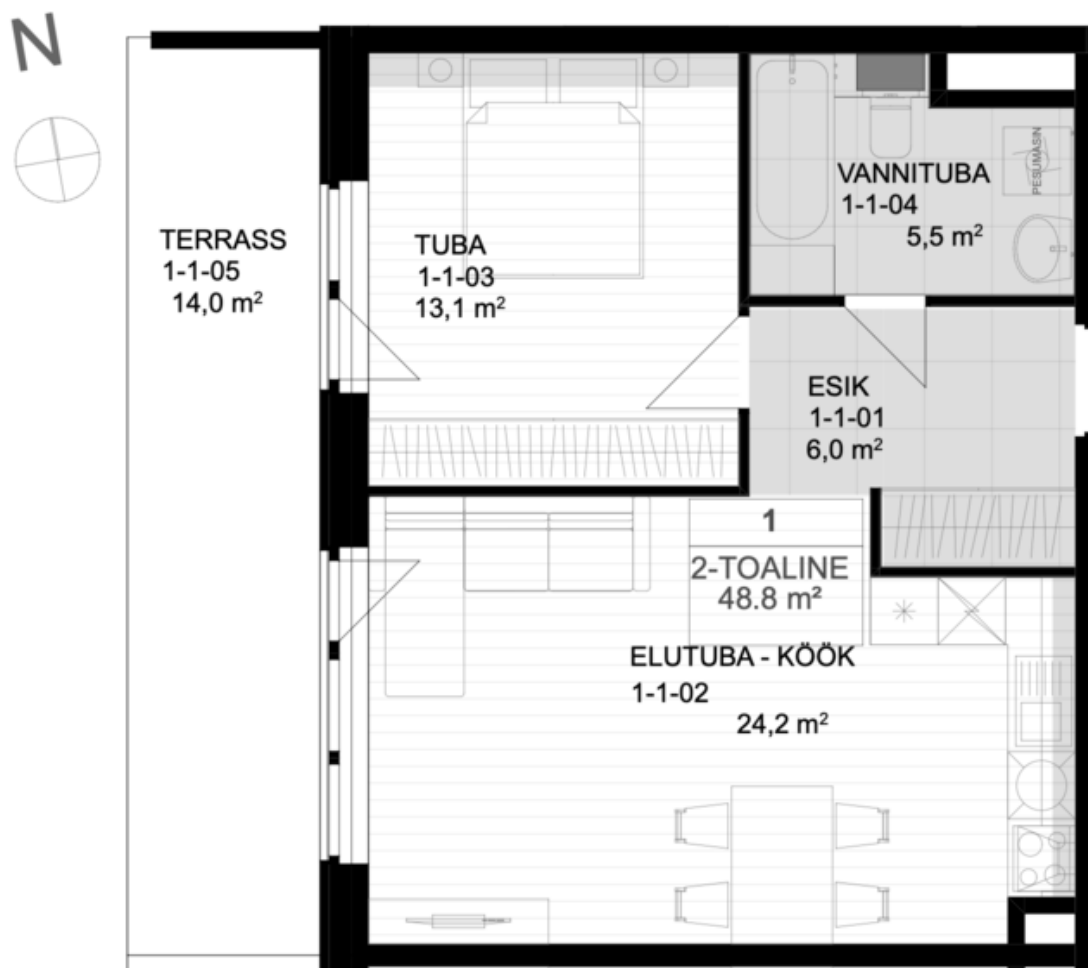 N
TERRASS
1-1-05
14,0 m²
TUBA
1-1-03
13,1 m²
VANNITUBA
1-1-04
5,5 m²
PESUMASIN
ESIK
1-1-01
6,0 m²
1
2-TOALINE
48.8 m²
ELUTUBA - KÖÖK
1-1-02
24,2 m²